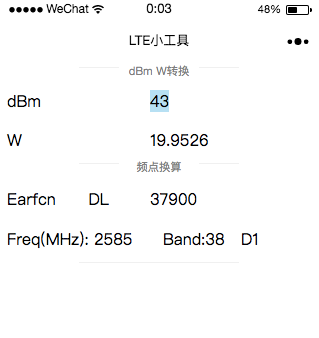 WeChat 0:03 48%
LTE小工具
dBm W转换
dBm 43
W 19.9526
频点换算
Earfcn DL 37900
Freq(MHz): 2585 Band:38 D1